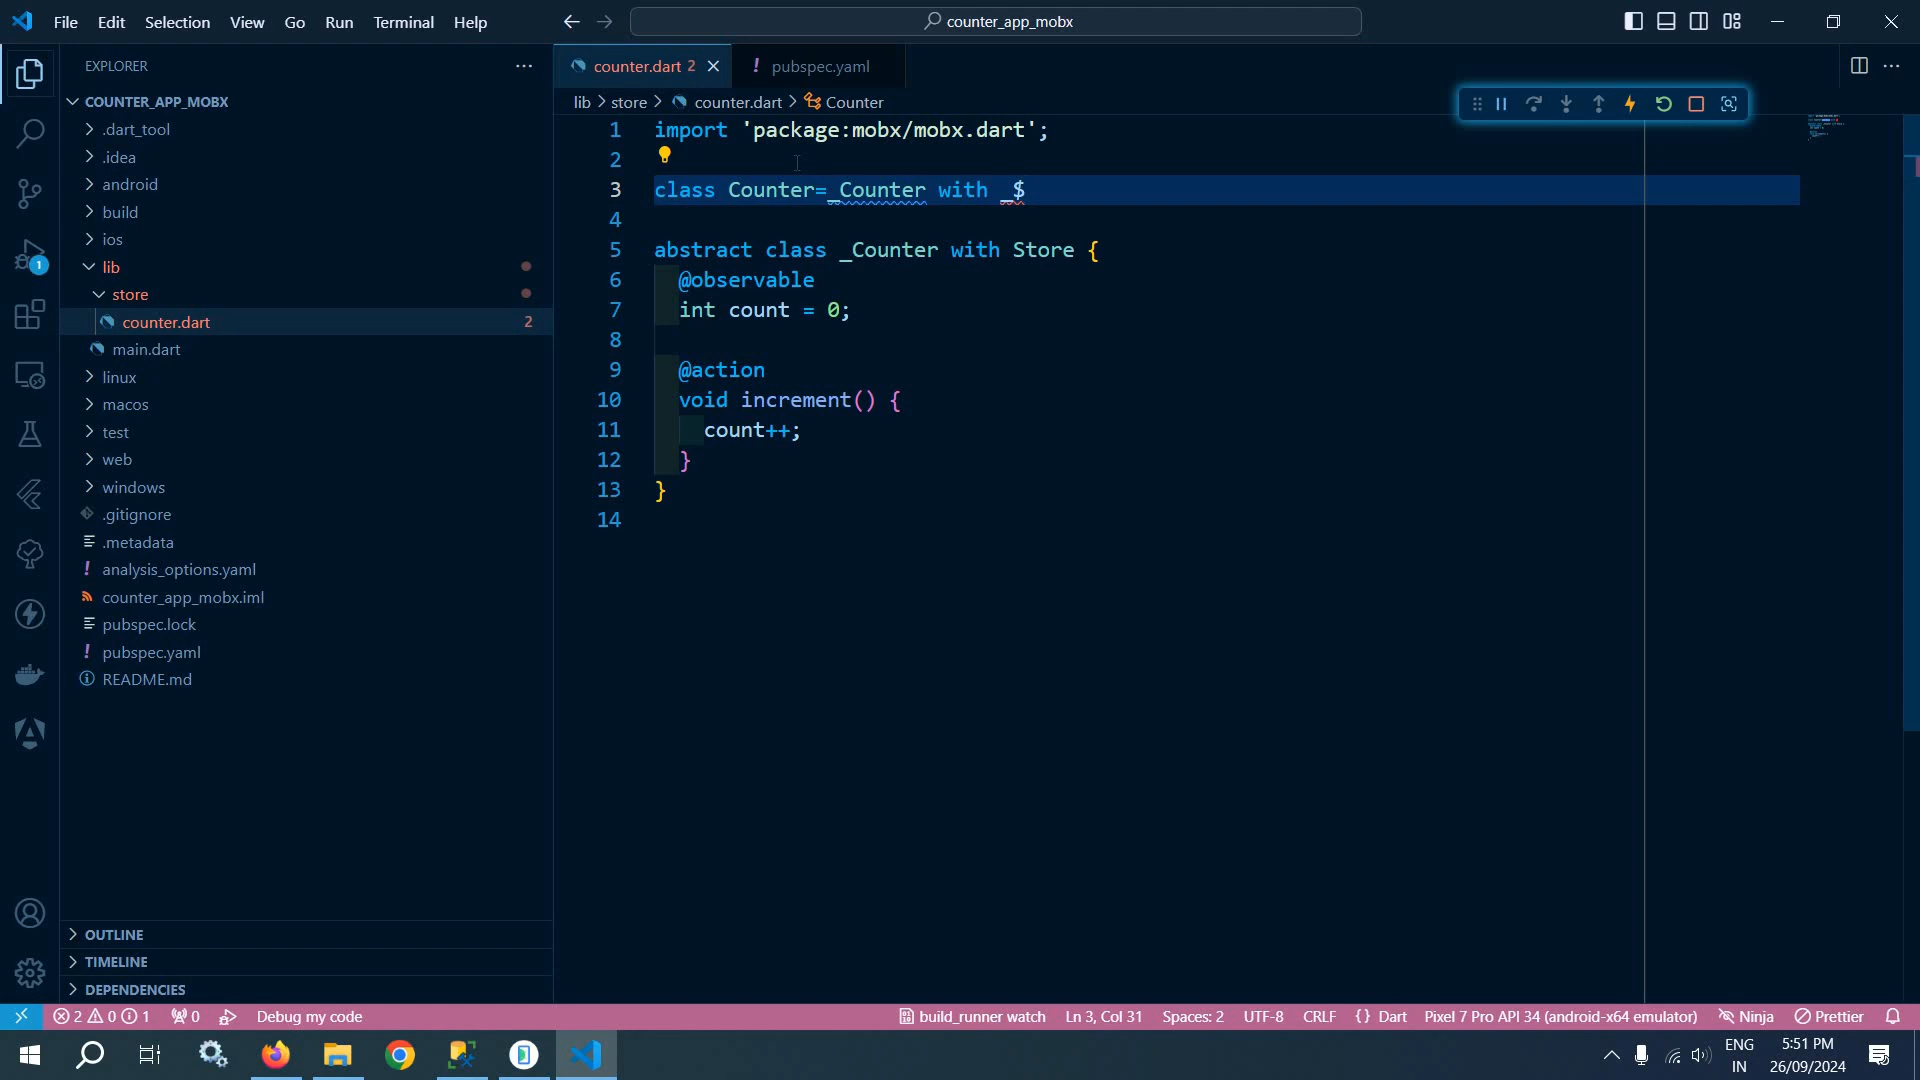 File Edit Selection View Go Run Terminal Help
counter_app_mobx
EXPLORER
COUNTER_APP_MOBX
.dart_tool
.idea
android
build
ios
lib
store
counter.dart 2
main.dart
linux
macos
test
web
windows
.gitignore
.metadata
analysis_options.yaml
counter_app_mobx.iml
pubspec.lock
pubspec.yaml
README.md
OUTLINE
TIMELINE
DEPENDENCIES
1
counter.dart 2
! pubspec.yaml
lib > store > counter.dart > Counter
1 import 'package:mobx/mobx.dart';
2
3 class Counter=_Counter with _$
4
5 abstract class _Counter with Store {
6 @observable
7 int count = 0;
8
9 @action
10 void increment() {
11 count++;
12 }
13 }
14
2 0 1 0 Debug my code
build_runner watch Ln 3, Col 31 Spaces: 2 UTF-8 CRLF {} Dart Pixel 7 Pro API 34 (android-x64 emulator) Ninja Prettier
ENG
IN
5:51 PM
26/09/2024